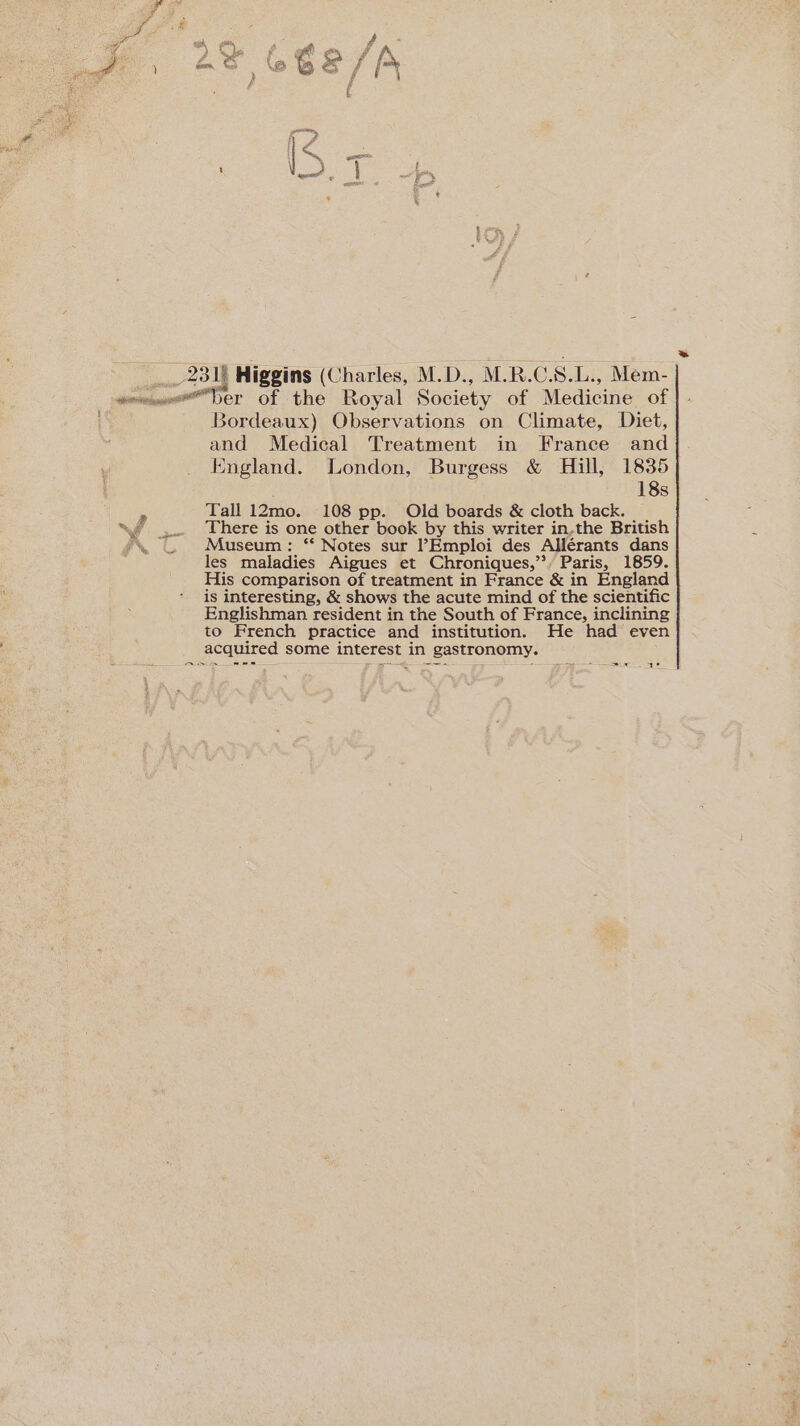 28,668/A
B.T. p.
19/
231 Higgins (Charles, M.D., M.R.C.S.L., Mem-
ber of the Royal Society of Medicine of
Bordeaux) Observations on Climate, Diet,
and Medical Treatment in France and
England. London, Burgess & Hill, 1835
18s
Tall 12mo. 108 pp. Old boards & cloth back.
There is one other book by this writer in the British
Museum: “ Notes sur l’Emploi des Allérants dans
les maladies Aigues et Chroniques,” Paris, 1859.
His comparison of treatment in France & in England
is interesting, & shows the acute mind of the scientific
Englishman resident in the South of France, inclining
to French practice and institution. He had even
acquired some interest in gastronomy.